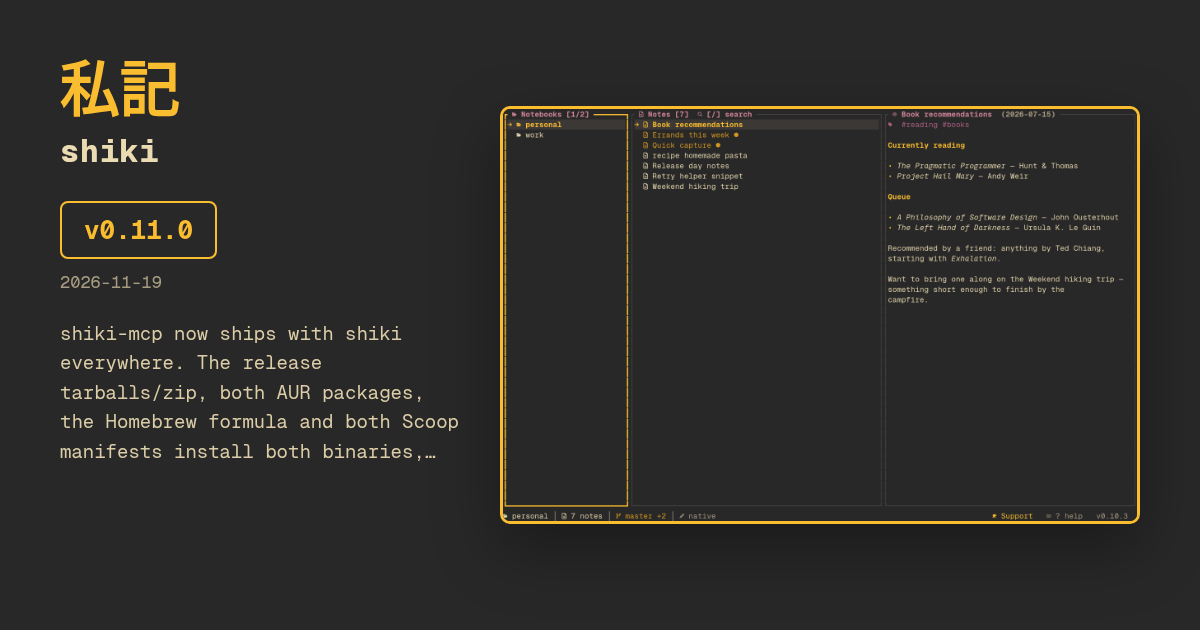 私記
shiki
v0.11.0
2026-11-19
shiki-mcp now ships with shiki
everywhere. The release
tarballs/zip, both AUR packages,
the Homebrew formula and both Scoop
manifests install both binaries,…
Notebooks [1/2]
personal
work
Notes [7] [/] search
Book recommendations
Errands this week ●
Quick capture ●
recipe homemade pasta
Release day notes
Retry helper snippet
Weekend hiking trip
Book recommendations (2026-07-15)
#reading #books
Currently reading
• The Pragmatic Programmer — Hunt & Thomas
• Project Hail Mary — Andy Weir
Queue
• A Philosophy of Software Design — John Ousterhout
• The Left Hand of Darkness — Ursula K. Le Guin
Recommended by a friend: anything by Ted Chiang,
starting with Exhalation.
Want to bring one along on the Weekend hiking trip —
something short enough to finish by the
campfire.
personal │ 7 notes │ master +2 │ native
Support ? help v0.10.3